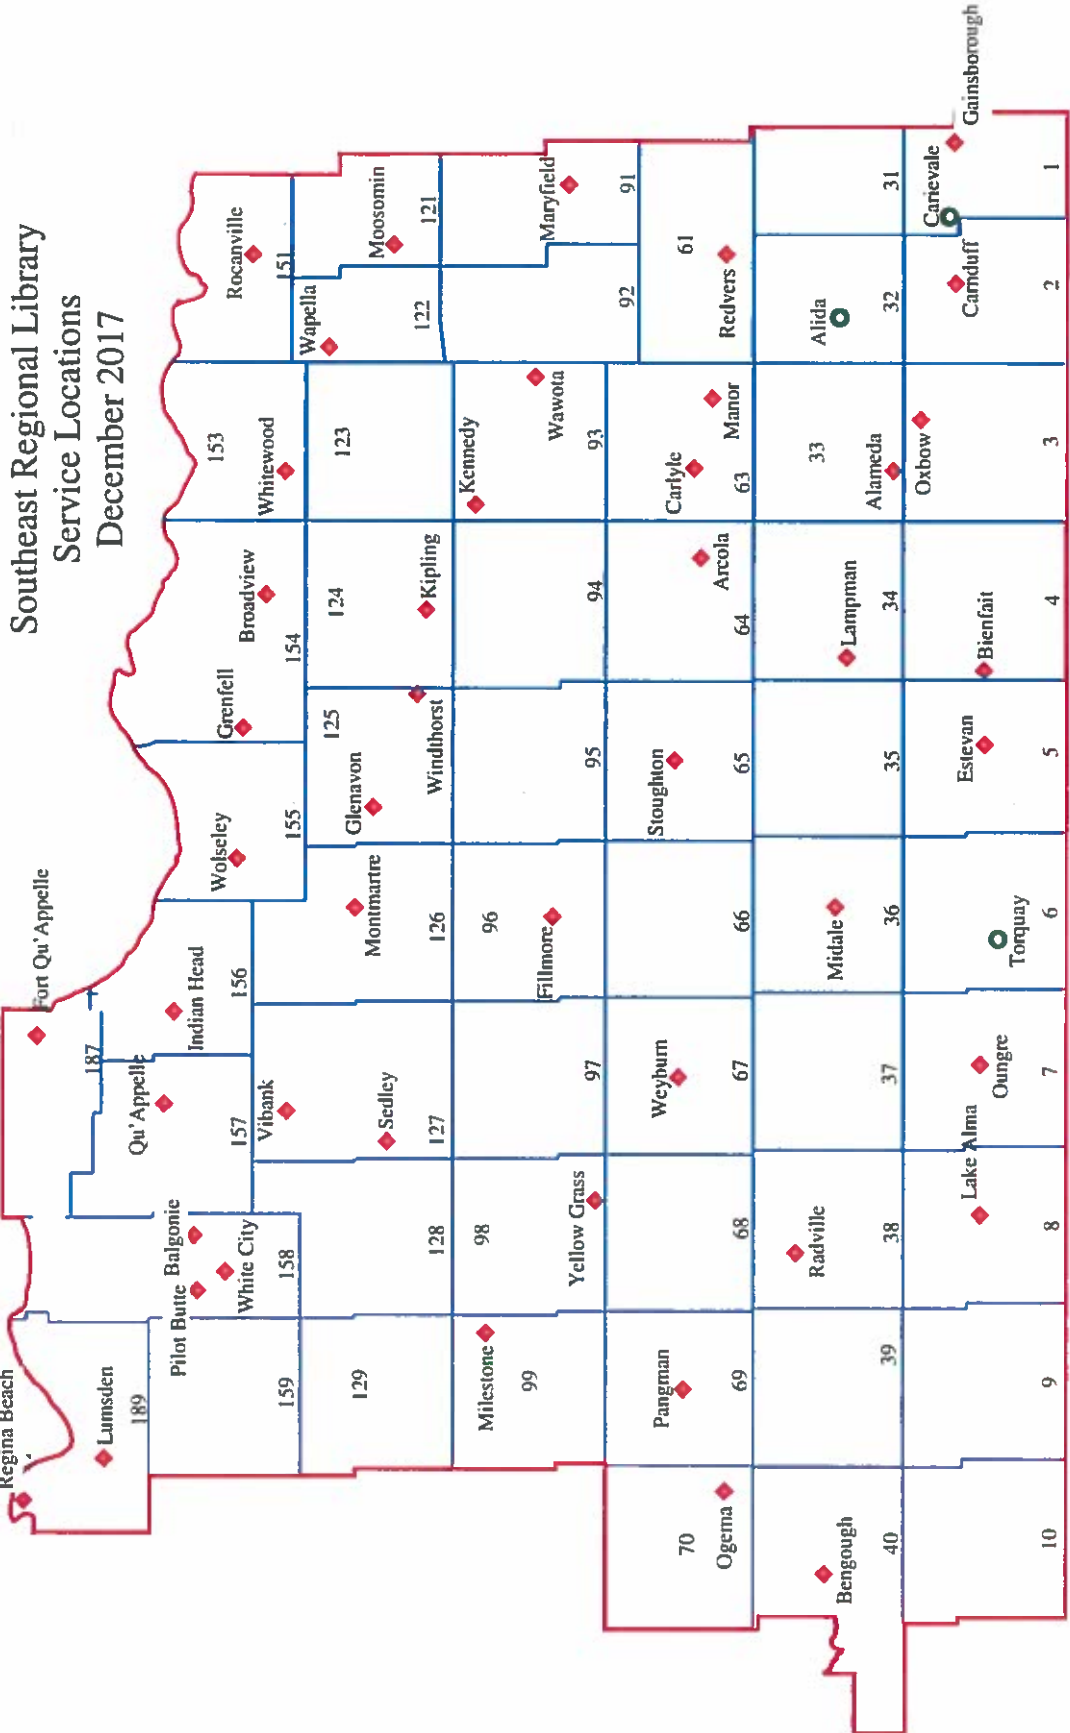 Southeast Regional Library
Service Locations
December 2017
Regina Beach
Lumsden
189
Fort Qu'Appelle
187
Pilot Butte
Balgonie
White City
158
159
Qu'Appelle
157
Indian Head
156
Wolseley
155
Grenfell
Broadview
154
Whitewood
153
Rocanville
151
Wapella
122
Moosomin
121
123
124
Kipling
125
Windthorst
Glenavon
Montmartre
126
Vibank
Sedley
127
128
129
Milestone
99
98
Yellow Grass
97
96
Fillmore
95
94
Kennedy
Wawota
93
92
Maryfield
91
61
Redvers
Manor
Carlyle
63
Arcola
64
Stoughton
65
66
Weyburn
67
68
Pangman
69
70
Ogema
Bengough
40
39
Radville
38
37
Midale
36
35
Lampman
34
33
Alameda
Alida
32
31
Gainsborough
Carievale
1
Carnduff
2
Oxbow
3
Bienfait
4
Estevan
5
Torquay
6
Oungre
7
Lake Alma
8
9
10